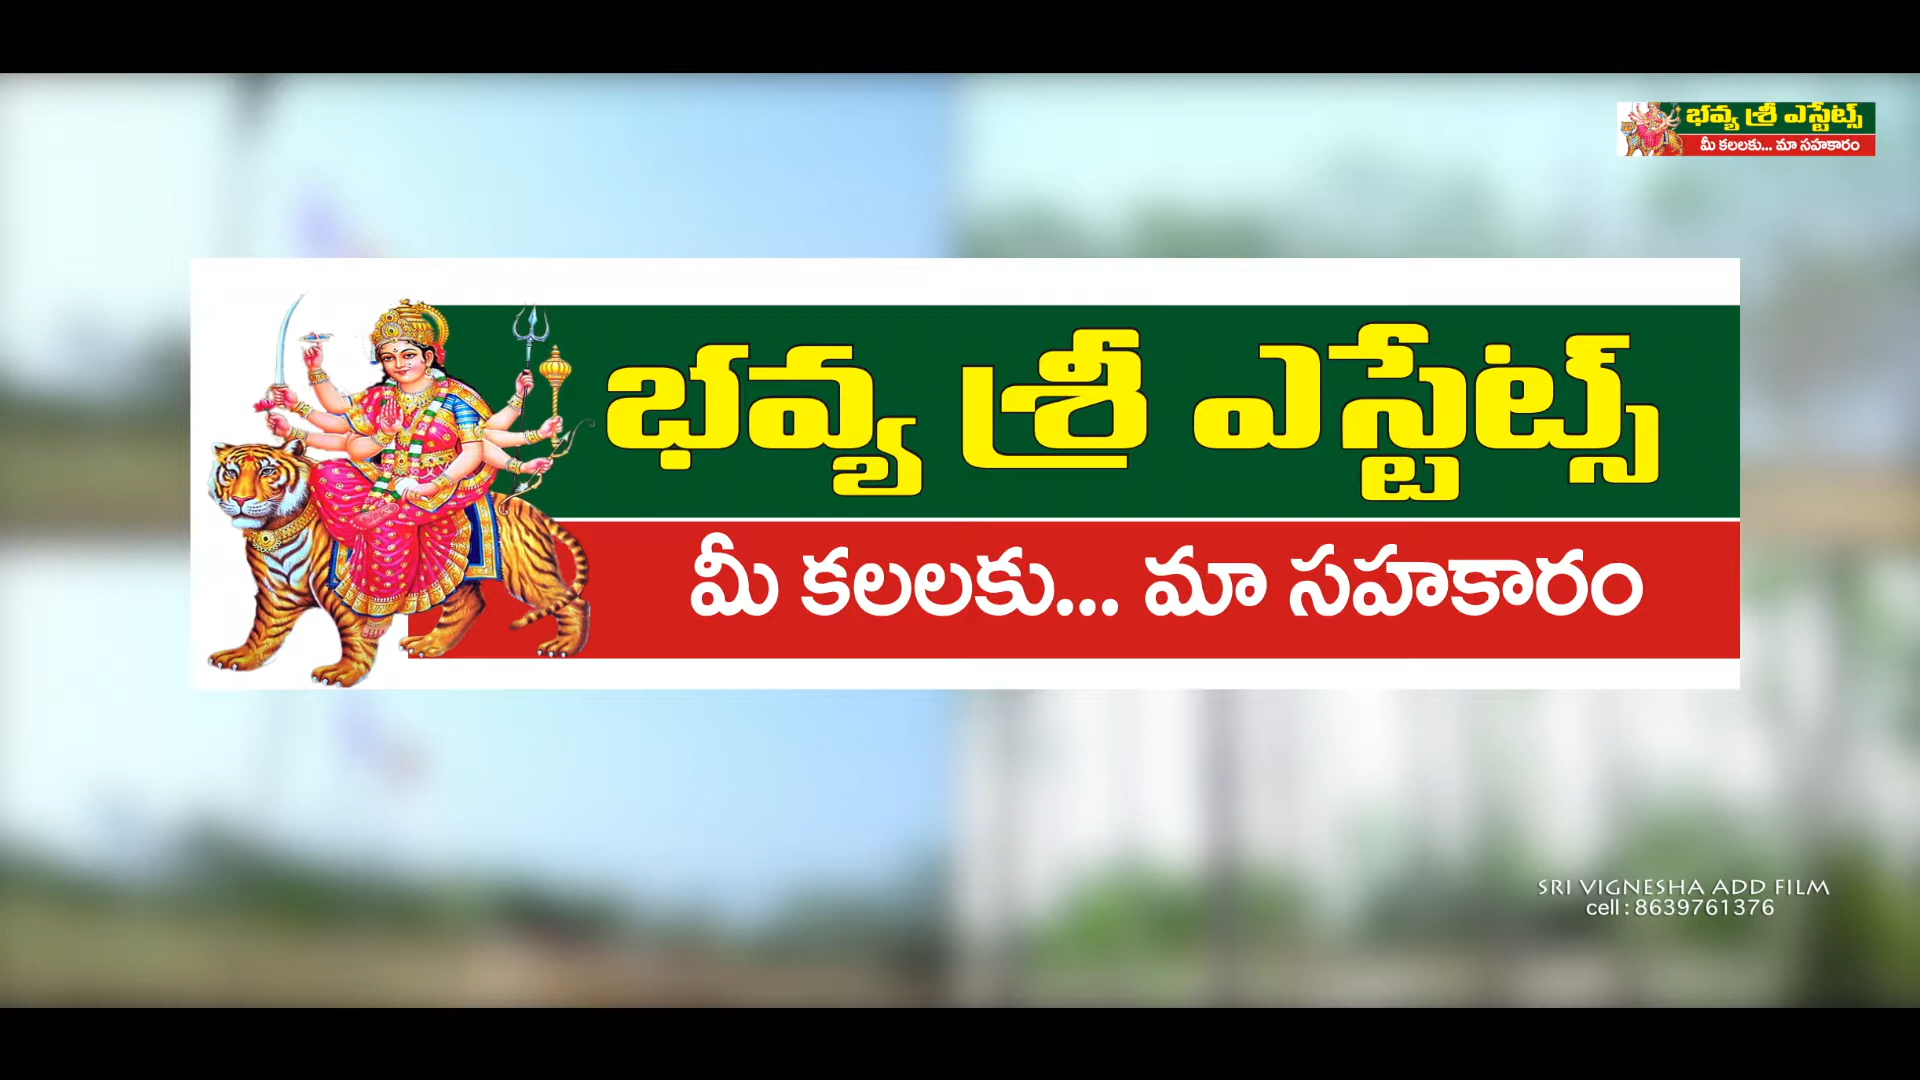 భవ్య శ్రీ ఎస్టేట్స్
మీ కలలకు... మా సహకారం
భవ్య శ్రీ ఎస్టేట్స్
మీ కలలకు... మా సహకారం
SRI VIGNESHA ADD FILM
cell : 8639761376